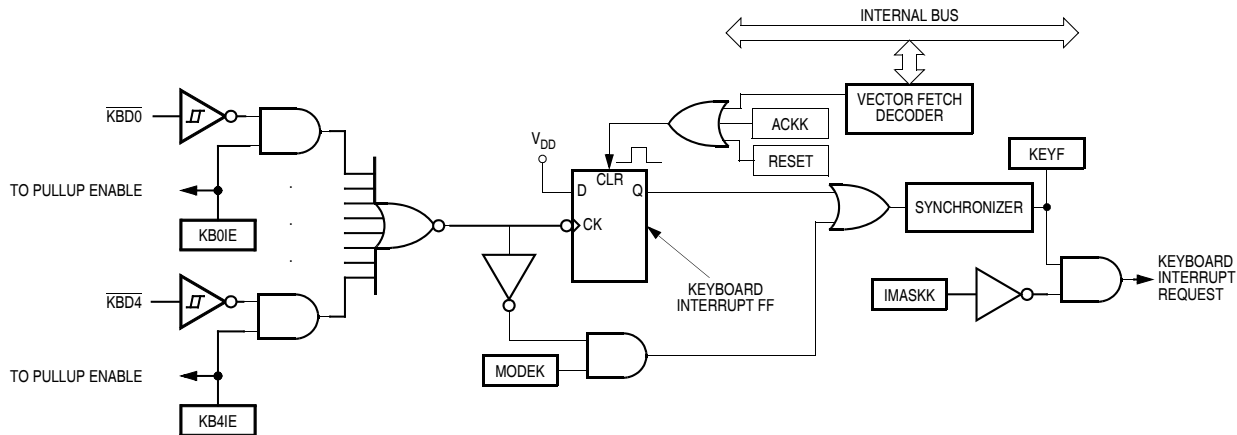 INTERNAL BUS
KBD0
VECTOR FETCH
DECODER
ACKK
VDD
KEYF
RESET
CLR
D
Q
TO PULLUP ENABLE
SYNCHRONIZER
KB0IE
CK
KEYBOARD
INTERRUPT
REQUEST
KEYBOARD
INTERRUPT FF
IMASKK
KBD4
MODEK
TO PULLUP ENABLE
KB4IE